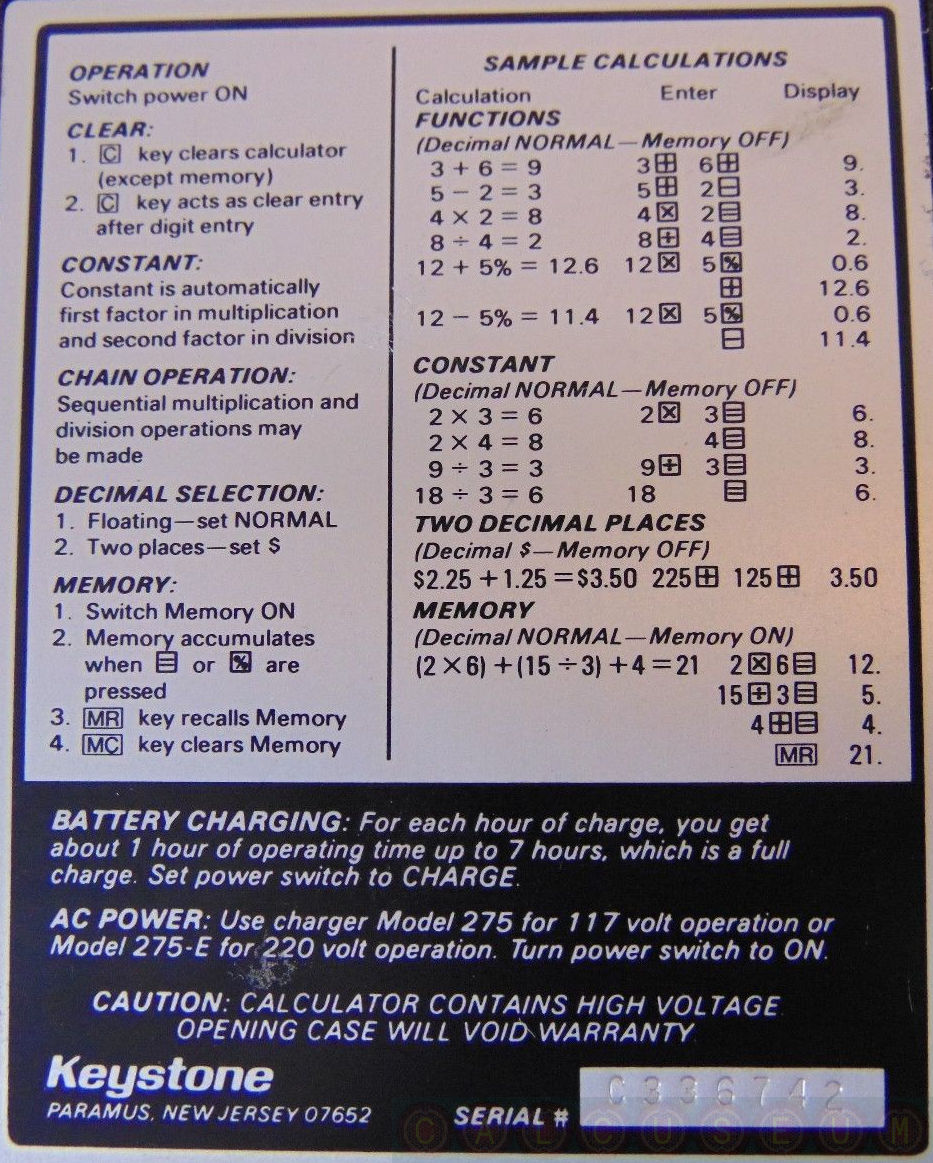 OPERATION
Switch power ON
CLEAR:
1. [C] key clears calculator
(except memory)
2. [C] key acts as clear entry
after digit entry
CONSTANT:
Constant is automatically
first factor in multiplication
and second factor in division
CHAIN OPERATION:
Sequential multiplication and
division operations may
be made
DECIMAL SELECTION:
1. Floating—set NORMAL
2. Two places—set $
MEMORY:
1. Switch Memory ON
2. Memory accumulates
when [=] or [%] are
pressed
3. [MR] key recalls Memory
4. [MC] key clears Memory
SAMPLE CALCULATIONS
Calculation Enter Display
FUNCTIONS
(Decimal NORMAL—Memory OFF)
3 + 6 = 9 3[+] 6[+] 9.
5 − 2 = 3 5[+] 2[−] 3.
4 × 2 = 8 4[×] 2[=] 8.
8 ÷ 4 = 2 8[÷] 4[=] 2.
12 + 5% = 12.6 12[×] 5[%] 0.6
[+] 12.6
12 − 5% = 11.4 12[×] 5[%] 0.6
[−] 11.4
CONSTANT
(Decimal NORMAL—Memory OFF)
2 × 3 = 6 2[×] 3[=] 6.
2 × 4 = 8 4[=] 8.
9 ÷ 3 = 3 9[÷] 3[=] 3.
18 ÷ 3 = 6 18 [=] 6.
TWO DECIMAL PLACES
(Decimal $—Memory OFF)
$2.25 + 1.25 = $3.50 225[+] 125[+] 3.50
MEMORY
(Decimal NORMAL—Memory ON)
(2 × 6) + (15 ÷ 3) + 4 = 21 2[×]6[=] 12.
15[÷]3[=] 5.
4[+][=] 4.
[MR] 21.
BATTERY CHARGING: For each hour of charge, you get
about 1 hour of operating time up to 7 hours, which is a full
charge. Set power switch to CHARGE.
AC POWER: Use charger Model 275 for 117 volt operation or
Model 275-E for 220 volt operation. Turn power switch to ON.
CAUTION: CALCULATOR CONTAINS HIGH VOLTAGE
OPENING CASE WILL VOID WARRANTY
Keystone
PARAMUS, NEW JERSEY 07652
SERIAL # C336742
CALCUSEUM